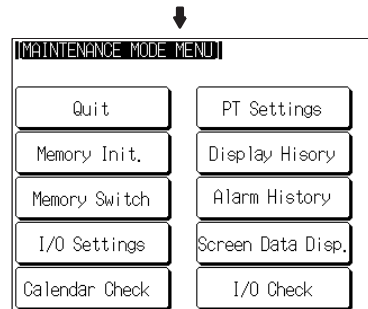 [MAINTENANCE MODE MENU]
Quit
PT Settings
Memory Init.
Display Hisory
Memory Switch
Alarm History
I/O Settings
Screen Data Disp.
Calendar Check
I/O Check